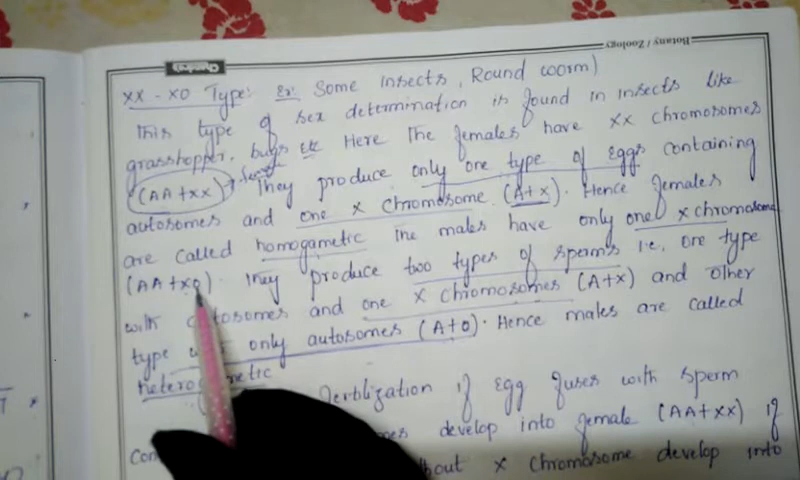 Botany / Zoology
XX - XO Type: Ex: Some insects, Round worm)
This type of sex determination is found in insects like
grasshopper, bugs etc Here the females have XX chromosomes
(AA+XX) → female They produce only one type of eggs containing
autosomes and one X chromosome (A+X). Hence females
are called homogametic The males have only one X chromosome
(AA+XO). They produce two types of sperms i.e, one type
with autosomes and one X chromosomes (A+X) and other
type only autosomes (A+O). Hence males are called
fertilization if egg fuses with sperm
develop into female (AA+XX) if
X chromosome develop into